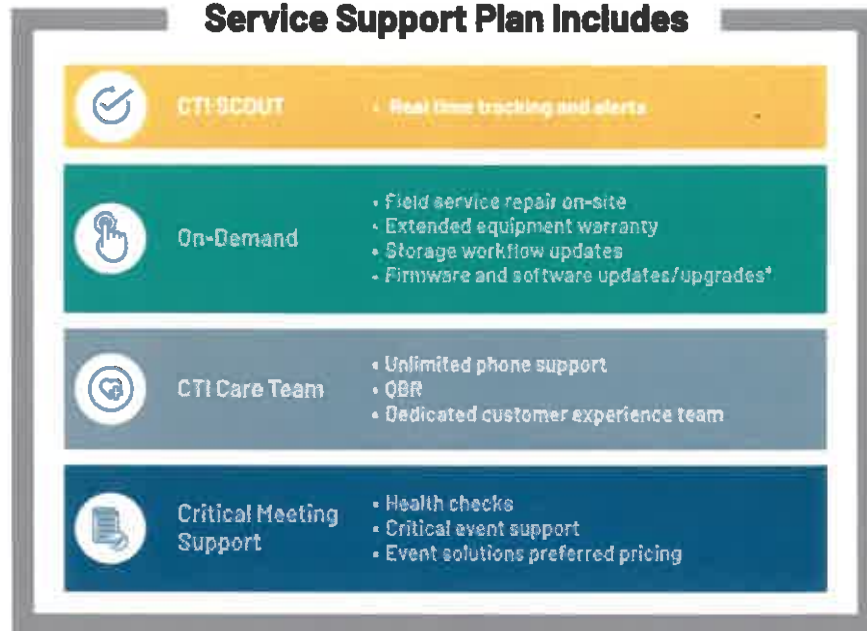 Service Support Plan Includes
CTI SCOUT
• Real time tracking and alerts
On-Demand
• Field service repair on-site
• Extended equipment warranty
• Storage workflow updates
• Firmware and software updates/upgrades*
CTI Care Team
• Unlimited phone support
• QBR
• Dedicated customer experience team
Critical Meeting
Support
• Health checks
• Critical event support
• Event solutions preferred pricing